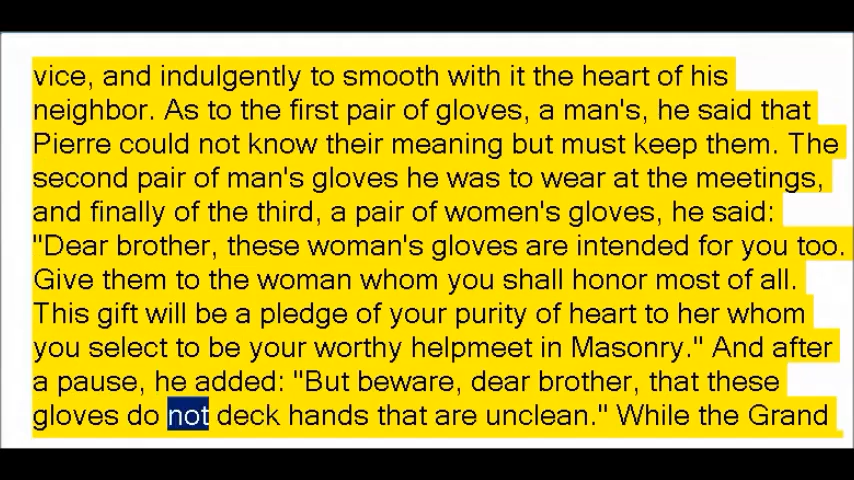 vice, and indulgently to smooth with it the heart of his
neighbor. As to the first pair of gloves, a man's, he said that
Pierre could not know their meaning but must keep them. The
second pair of man's gloves he was to wear at the meetings,
and finally of the third, a pair of women's gloves, he said:
"Dear brother, these woman's gloves are intended for you too.
Give them to the woman whom you shall honor most of all.
This gift will be a pledge of your purity of heart to her whom
you select to be your worthy helpmeet in Masonry." And after
a pause, he added: "But beware, dear brother, that these
gloves do not deck hands that are unclean." While the Grand